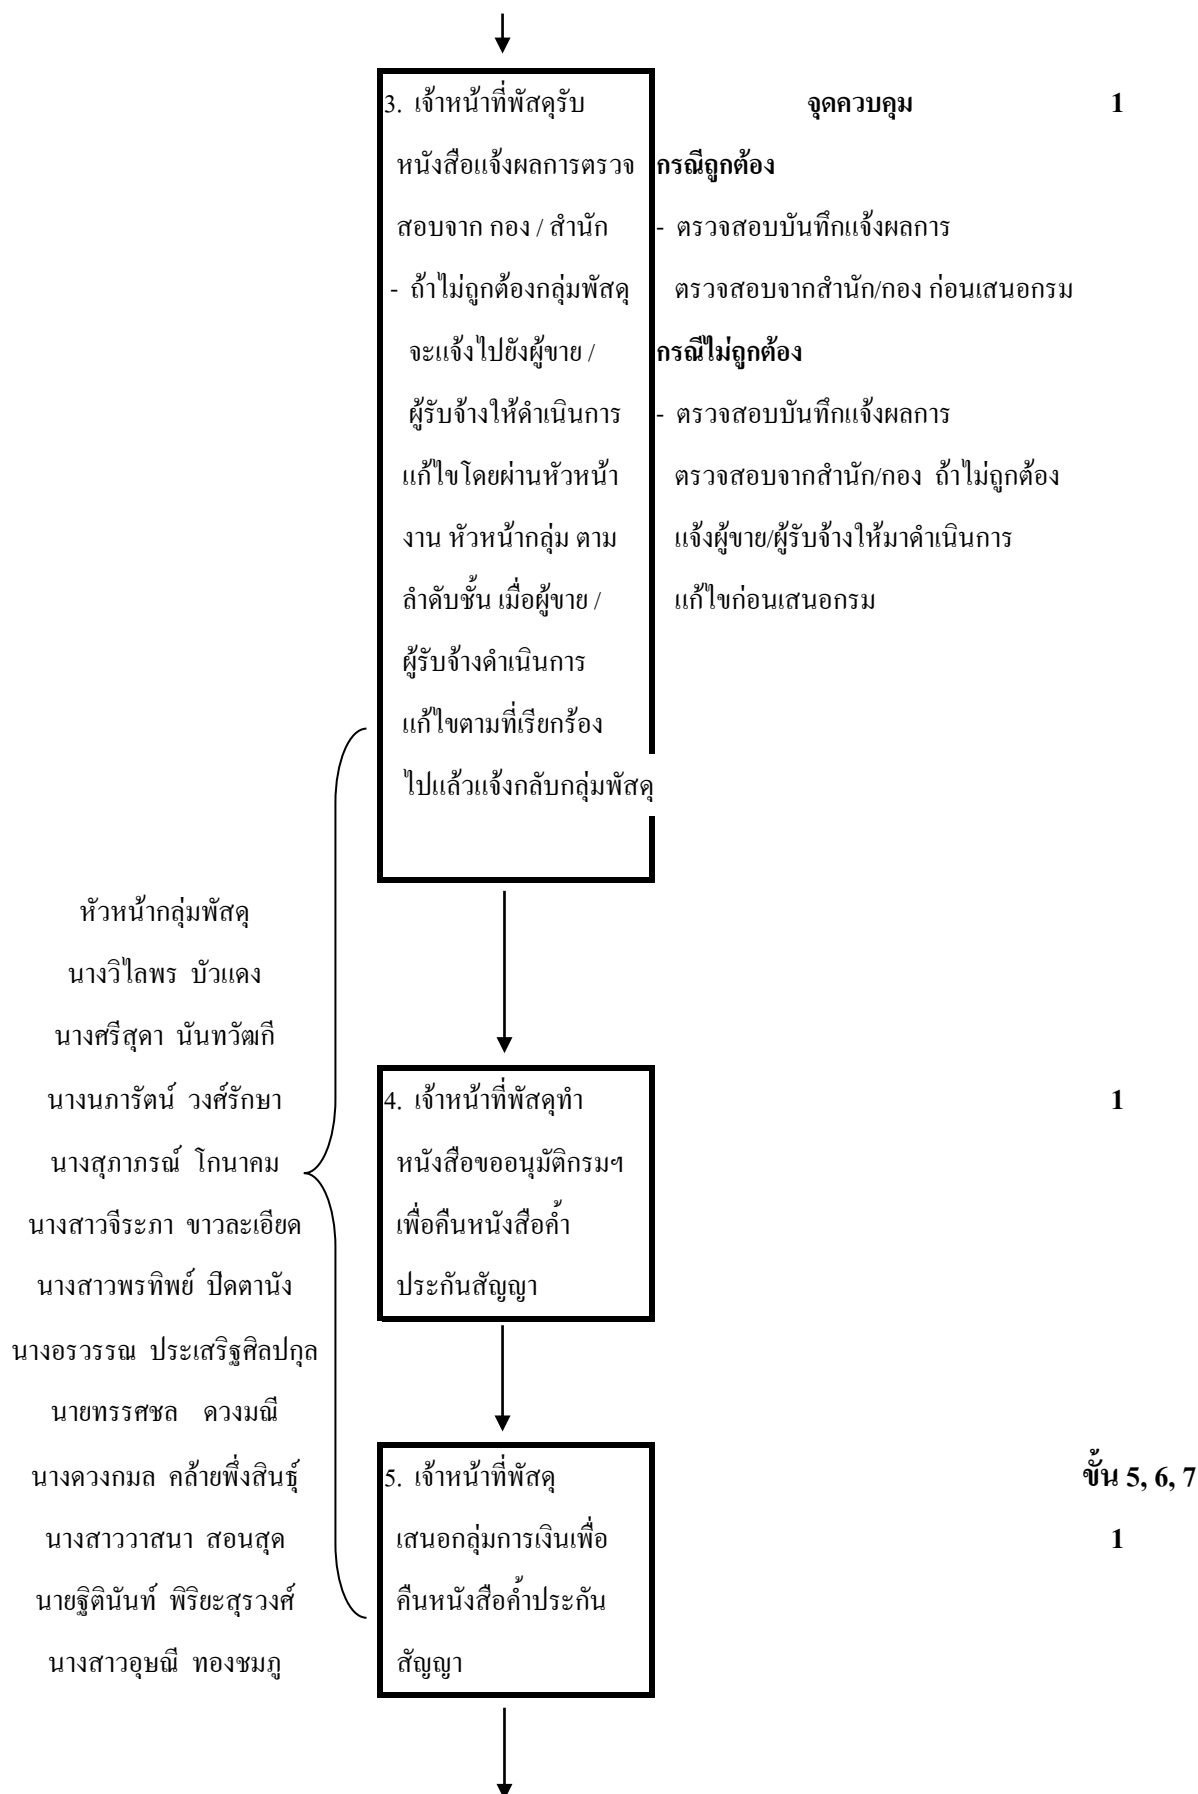 3. เจ้าหน้าที่พัสดุรับ
หนังสือแจ้งผลการตรวจ
สอบจาก กอง / สำนัก
- ถ้าไม่ถูกต้องกลุ่มพัสดุ
จะแจ้งไปยังผู้ขาย /
ผู้รับจ้างให้ดำเนินการ
แก้ไขโดยผ่านหัวหน้า
งาน หัวหน้ากลุ่ม ตาม
ลำดับชั้น เมื่อผู้ขาย /
ผู้รับจ้างดำเนินการ
แก้ไขตามที่เรียกร้อง
ไปแล้วแจ้งกลับกลุ่มพัสดุ
จุดควบคุม
กรณีถูกต้อง
- ตรวจสอบบันทึกแจ้งผลการ
ตรวจสอบจากสำนัก/กอง ก่อนเสนอกรม
กรณีไม่ถูกต้อง
- ตรวจสอบบันทึกแจ้งผลการ
ตรวจสอบจากสำนัก/กอง ถ้าไม่ถูกต้อง
แจ้งผู้ขาย/ผู้รับจ้างให้มาดำเนินการ
แก้ไขก่อนเสนอกรม
1
หัวหน้ากลุ่มพัสดุ
นางวิไลพร บัวแดง
นางศรีสุดา นันทวัฒกี
นางนภารัตน์ วงศ์รักษา
นางสุภาภรณ์ โกนาคม
นางสาวจีระภา ขาวละเอียด
นางสาวพรทิพย์ ปิดตานัง
นางอรวรรณ ประเสริฐศิลปกุล
นายทรรศชล ดวงมณี
นางดวงกมล คล้ายพึ่งสินธุ์
นางสาววาสนา สอนสุด
นายฐิตินันท์ พิริยะสุรวงศ์
นางสาวอุษณี ทองชมภู
4. เจ้าหน้าที่พัสดุทำ
หนังสือขออนุมัติกรมฯ
เพื่อคืนหนังสือค้ำ
ประกันสัญญา
1
5. เจ้าหน้าที่พัสดุ
เสนอกลุ่มการเงินเพื่อ
คืนหนังสือค้ำประกัน
สัญญา
ขั้น 5, 6, 7
1